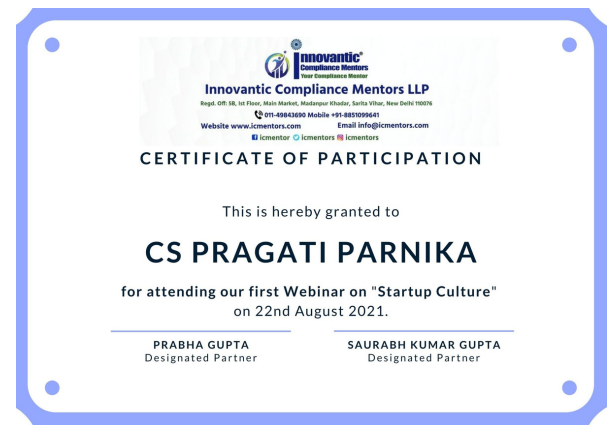 Innovantic®
Compliance Mentors
Your Compliance Mentor
Innovantic Compliance Mentors LLP
Regd. Off: 5B, Ist Floor, Main Market, Madanpur Khadar, Sarita Vihar, New Delhi 110076
011-49843690 Mobile +91-8851099641
Website www.icmentors.com Email info@icmentors.com
icmentor icmentors icmentors
CERTIFICATE OF PARTICIPATION
This is hereby granted to
CS PRAGATI PARNIKA
for attending our first Webinar on "Startup Culture"
on 22nd August 2021.
PRABHA GUPTA SAURABH KUMAR GUPTA
Designated Partner Designated Partner